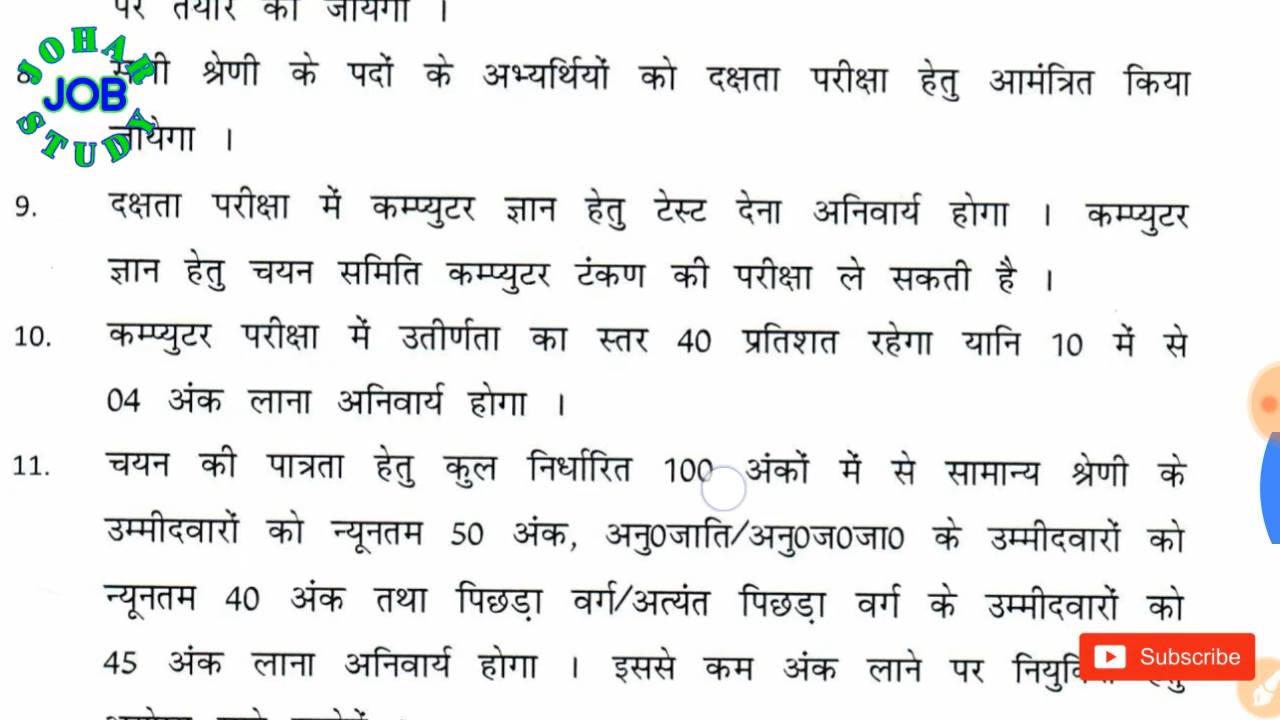 पर तैयार की जायेगी ।
JOHAR
JOB
STUDY
8 सभी श्रेणी के पदों के अभ्यर्थियों को दक्षता परीक्षा हेतु आमंत्रित किया
जायेगा ।
9. दक्षता परीक्षा में कम्प्युटर ज्ञान हेतु टेस्ट देना अनिवार्य होगा । कम्प्युटर
ज्ञान हेतु चयन समिति कम्प्युटर टंकण की परीक्षा ले सकती है ।
10. कम्प्युटर परीक्षा में उतीर्णता का स्तर 40 प्रतिशत रहेगा यानि 10 में से
04 अंक लाना अनिवार्य होगा ।
11. चयन की पात्रता हेतु कुल निर्धारित 100 अंकों में से सामान्य श्रेणी के
उम्मीदवारों को न्यूनतम 50 अंक, अनु0जाति/अनु0ज0जा0 के उम्मीदवारों को
न्यूनतम 40 अंक तथा पिछड़ा वर्ग/अत्यंत पिछड़ा वर्ग के उम्मीदवारों को
45 अंक लाना अनिवार्य होगा । इससे कम अंक लाने पर नियुक्ति हेतु
Subscribe